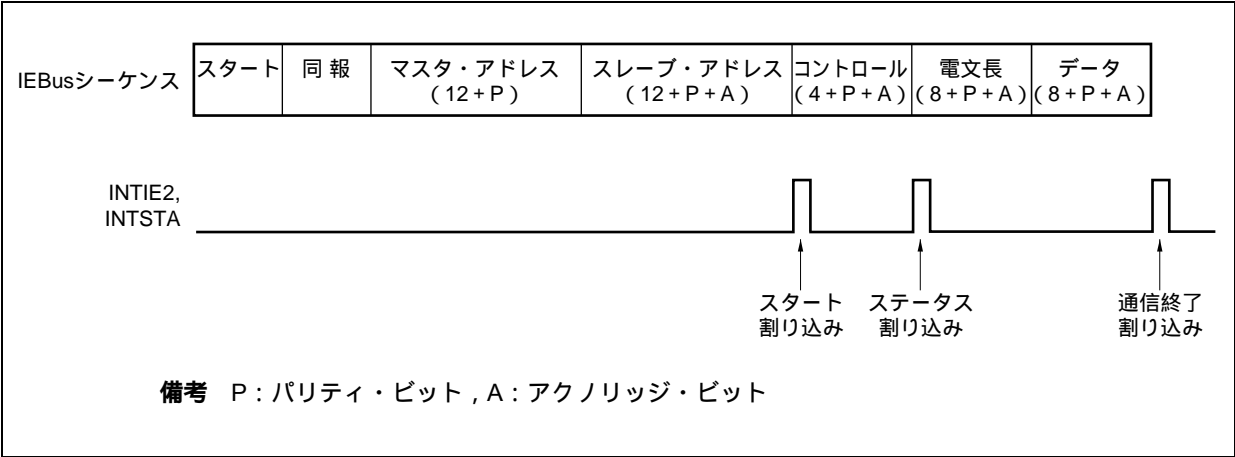 IEBusシーケンス
スタート
同 報
マスタ・アドレス
(12+P)
スレーブ・アドレス
(12+P+A)
コントロール
(4+P+A)
電文長
(8+P+A)
データ
(8+P+A)
INTIE2,
INTSTA
スタート
割り込み
ステータス
割り込み
通信終了
割り込み
備考 P:パリティ・ビット,A:アクノリッジ・ビット